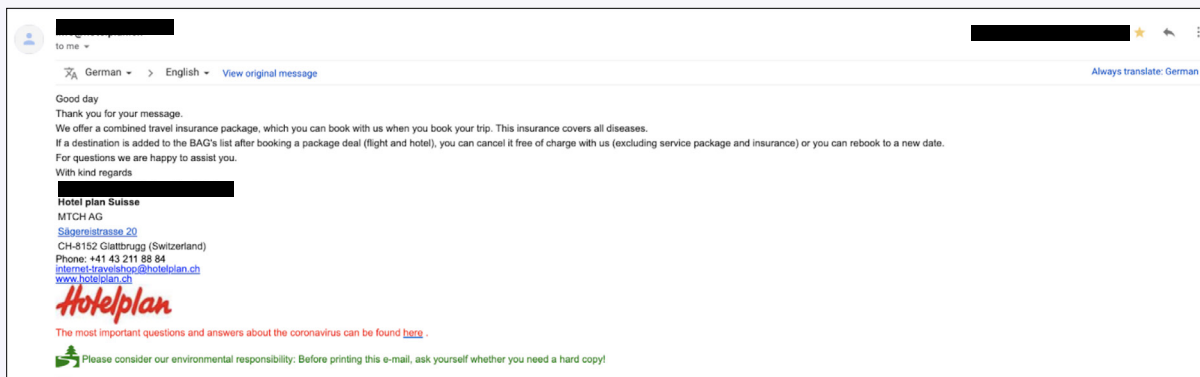 to me
German > English View original message Always translate: German
Good day
Thank you for your message.
We offer a combined travel insurance package, which you can book with us when you book your trip. This insurance covers all diseases.
If a destination is added to the BAG's list after booking a package deal (flight and hotel), you can cancel it free of charge with us (excluding service package and insurance) or you can rebook to a new date.
For questions we are happy to assist you.
With kind regards
Hotel plan Suisse
MTCH AG
Sägereistrasse 20
CH-8152 Glattbrugg (Switzerland)
Phone: +41 43 211 88 84
internet-travelshop@hotelplan.ch
www.hotelplan.ch
Hotelplan
The most important questions and answers about the coronavirus can be found here .
Please consider our environmental responsibility: Before printing this e-mail, ask yourself whether you need a hard copy!